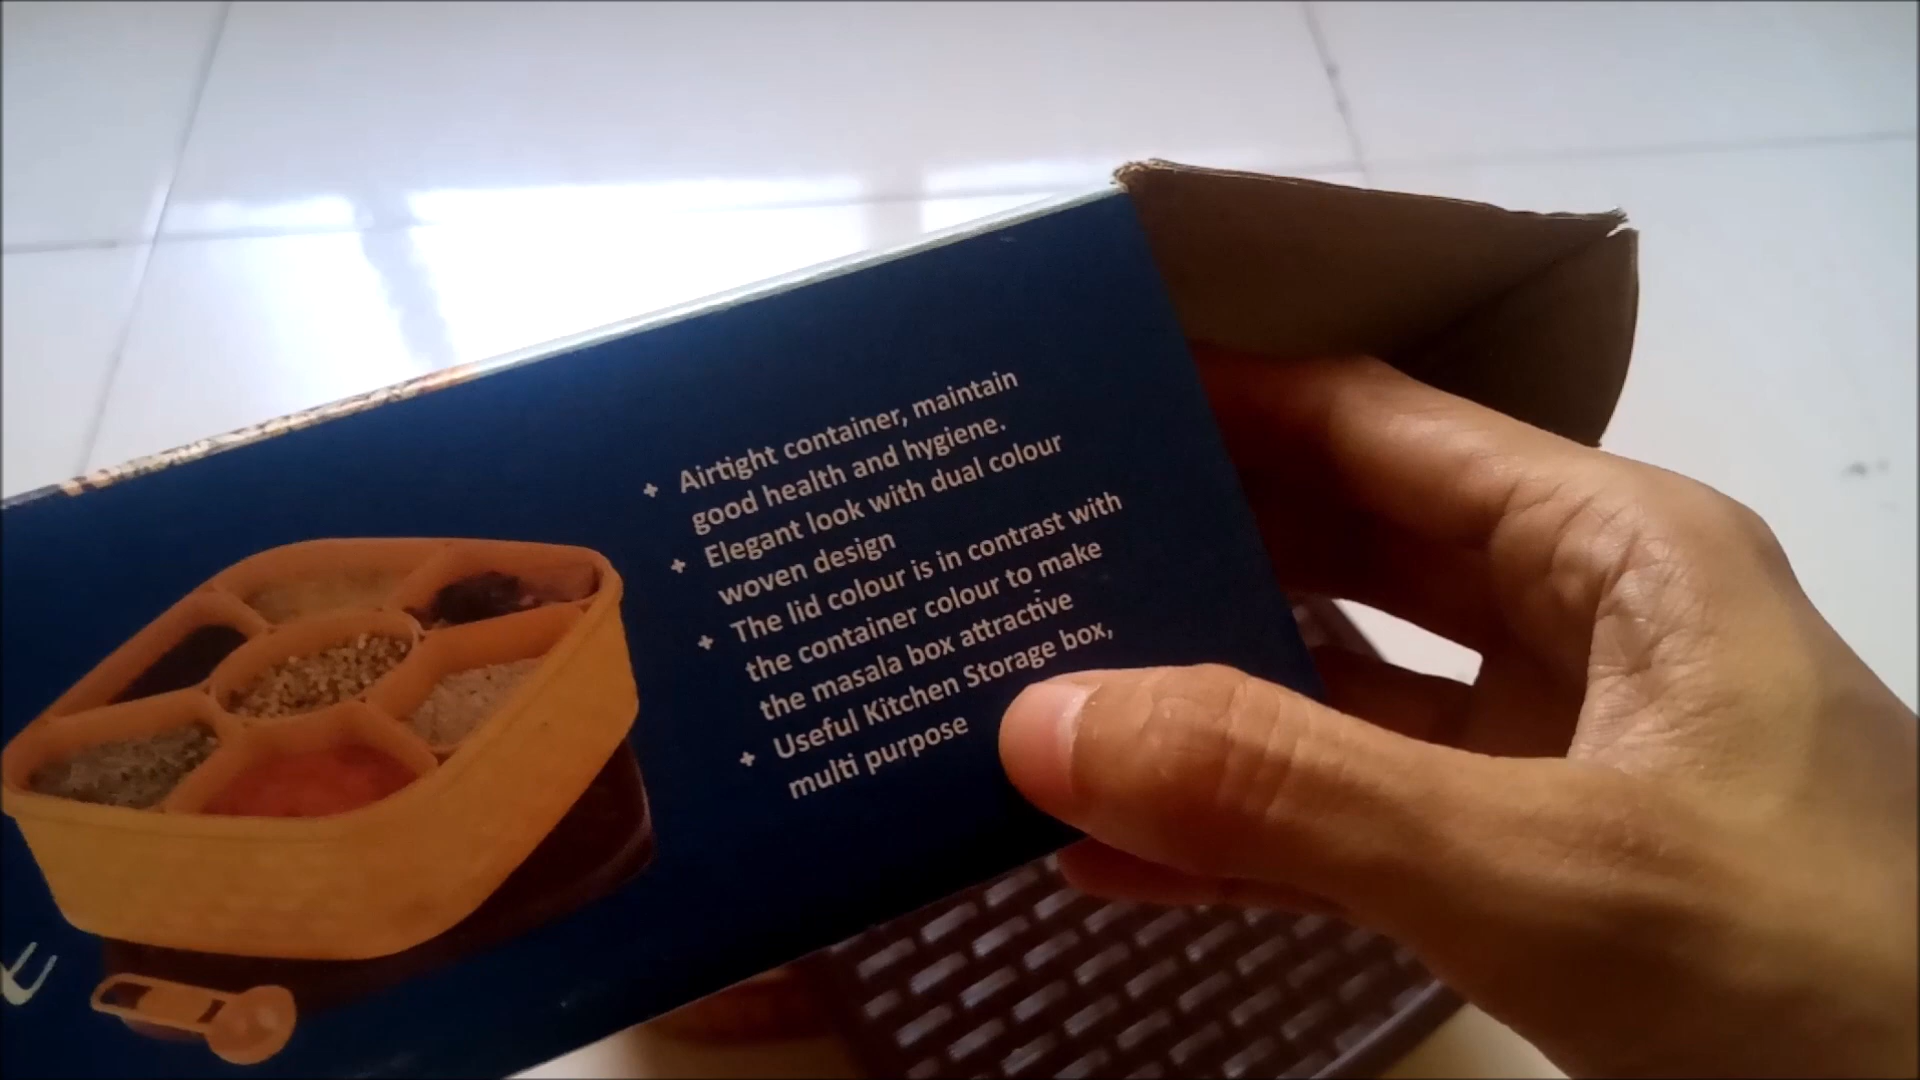 + Airtight container, maintain
good health and hygiene.
+ Elegant look with dual colour
woven design
+ The lid colour is in contrast with
the container colour to make
the masala box attractive
+ Useful Kitchen Storage box,
multi purpose